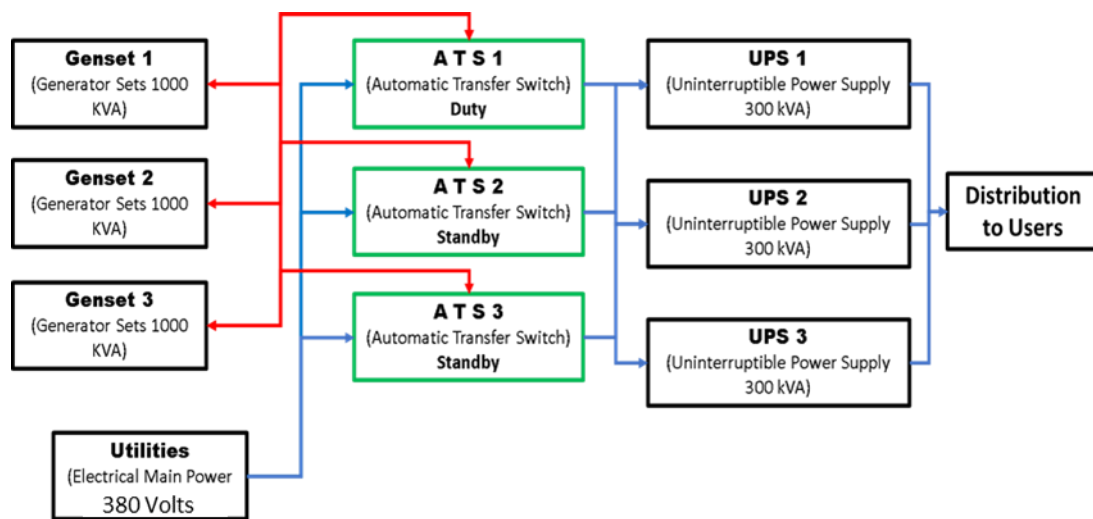 Genset 1
(Generator Sets 1000
KVA)
A T S 1
(Automatic Transfer Switch)
Duty
UPS 1
(Uninterruptible Power Supply
300 kVA)
Genset 2
(Generator Sets 1000
KVA)
A T S 2
(Automatic Transfer Switch)
Standby
UPS 2
(Uninterruptible Power Supply
300 kVA)
Distribution
to Users
Genset 3
(Generator Sets 1000
KVA)
A T S 3
(Automatic Transfer Switch)
Standby
UPS 3
(Uninterruptible Power Supply
300 kVA)
Utilities
(Electrical Main Power
380 Volts